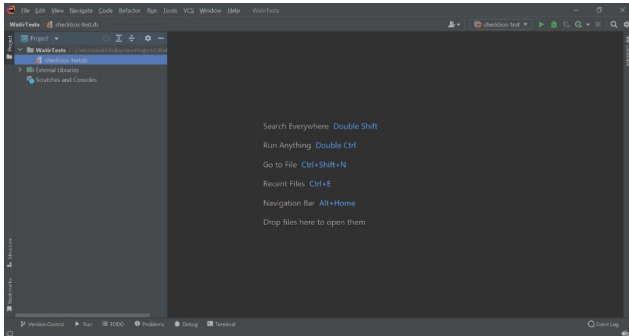 File Edit View Navigate Code Refactor Run Tools VCS Window Help WatirTests
WatirTests checkbox-test.rb
checkbox-test
Project
Project
WatirTests
checkbox-test.rb
External Libraries
Scratches and Consoles
Search Everywhere Double Shift
Run Anything Double Ctrl
Go to File Ctrl+Shift+N
Recent Files Ctrl+E
Navigation Bar Alt+Home
Drop files here to open them
Structure
Bookmarks
Version Control Run TODO Problems Debug Terminal
Event Log